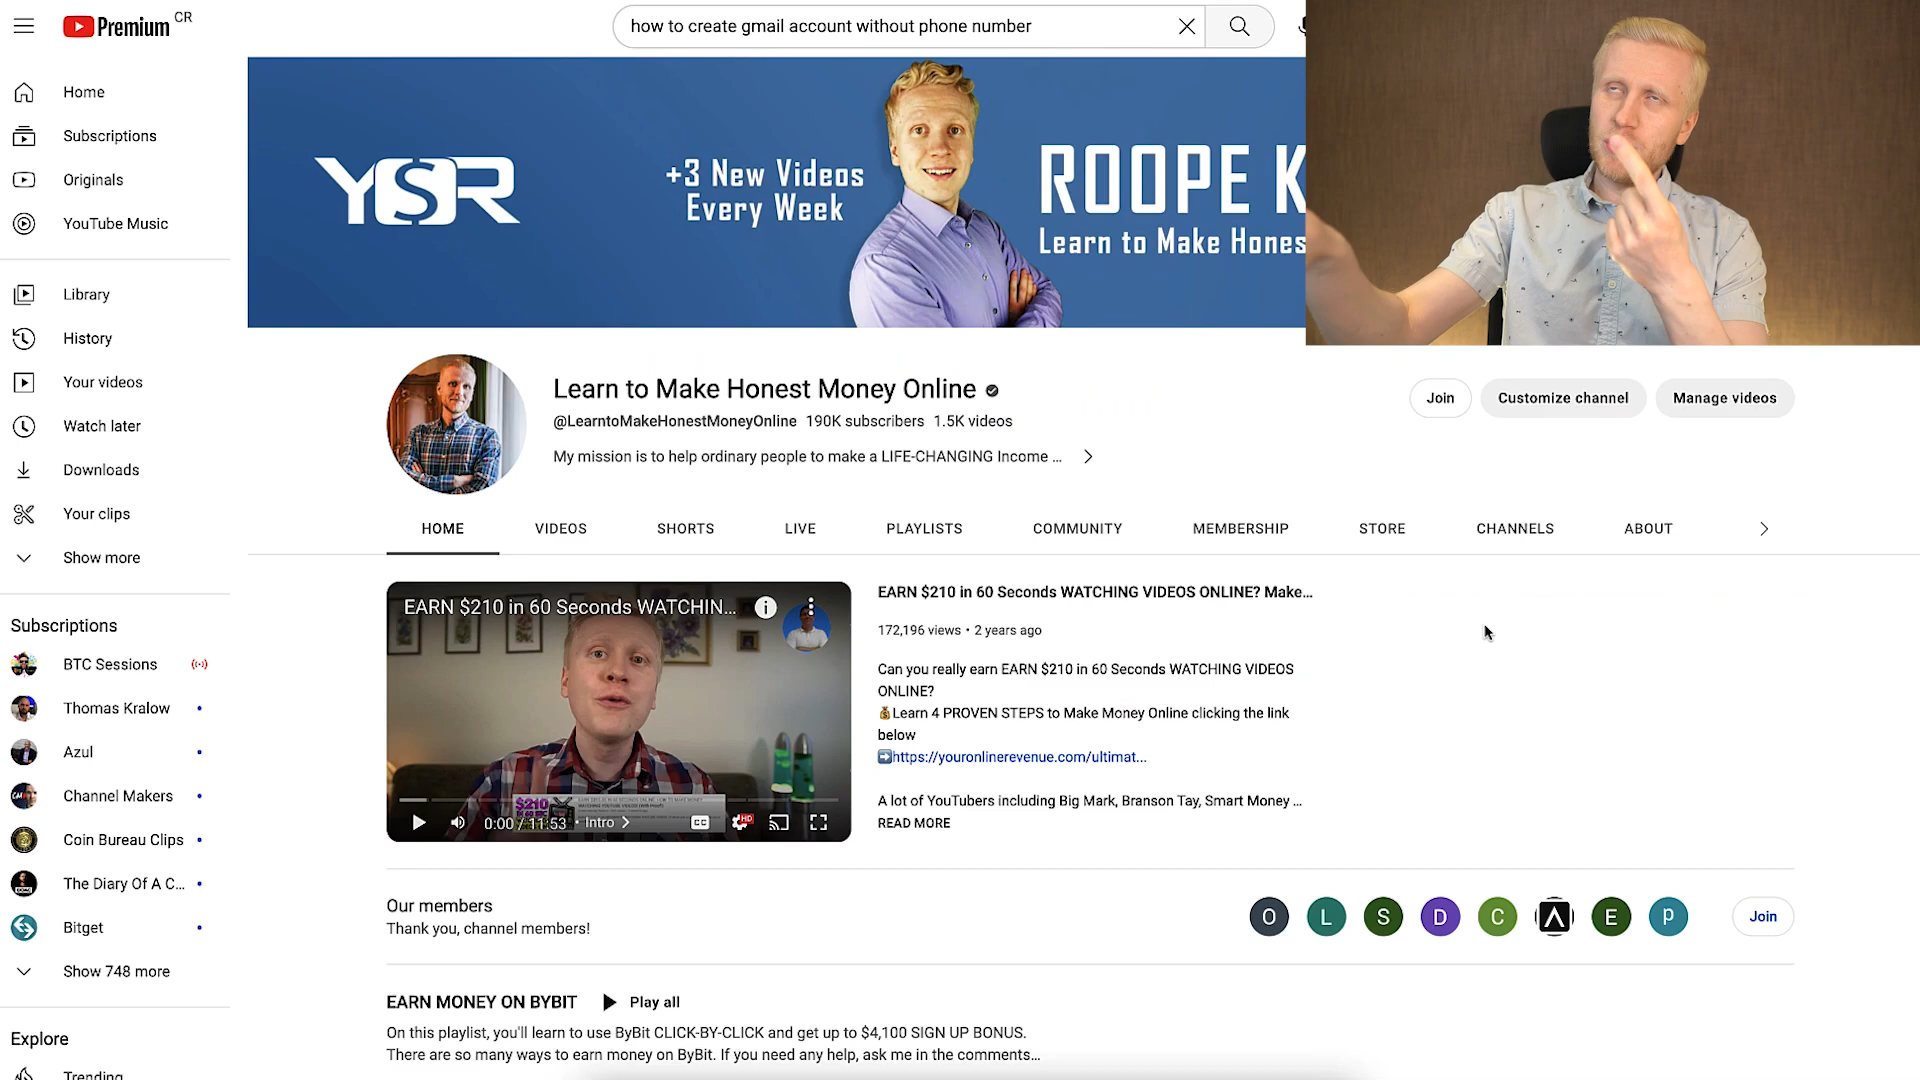 Premium CR
how to create gmail account without phone number
Home
Subscriptions
Originals
YouTube Music
Library
History
Your videos
Watch later
Downloads
Your clips
Show more
Subscriptions
BTC Sessions
Thomas Kralow
Azul
Channel Makers
Coin Bureau Clips
The Diary Of A C...
Bitget
Show 748 more
Explore
Trending
YSR
+3 New Videos
Every Week
ROOPE K
Learn to Make Hones
Learn to Make Honest Money Online
@LearntoMakeHonestMoneyOnline 190K subscribers 1.5K videos
My mission is to help ordinary people to make a LIFE-CHANGING Income ...
Join Customize channel Manage videos
HOME VIDEOS SHORTS LIVE PLAYLISTS COMMUNITY MEMBERSHIP STORE CHANNELS ABOUT
EARN $210 in 60 Seconds WATCHIN...
$210
0:00 / 11:53 • Intro
CC
HD
EARN $210 in 60 Seconds WATCHING VIDEOS ONLINE? Make...
172,196 views • 2 years ago
Can you really earn EARN $210 in 60 Seconds WATCHING VIDEOS
ONLINE?
💰Learn 4 PROVEN STEPS to Make Money Online clicking the link
below
➡️https://youronlinerevenue.com/ultimat...
A lot of YouTubers including Big Mark, Branson Tay, Smart Money ...
READ MORE
Our members
Thank you, channel members!
O L S D C E p
Join
EARN MONEY ON BYBIT Play all
On this playlist, you'll learn to use ByBit CLICK-BY-CLICK and get up to $4,100 SIGN UP BONUS.
There are so many ways to earn money on ByBit. If you need any help, ask me in the comments...